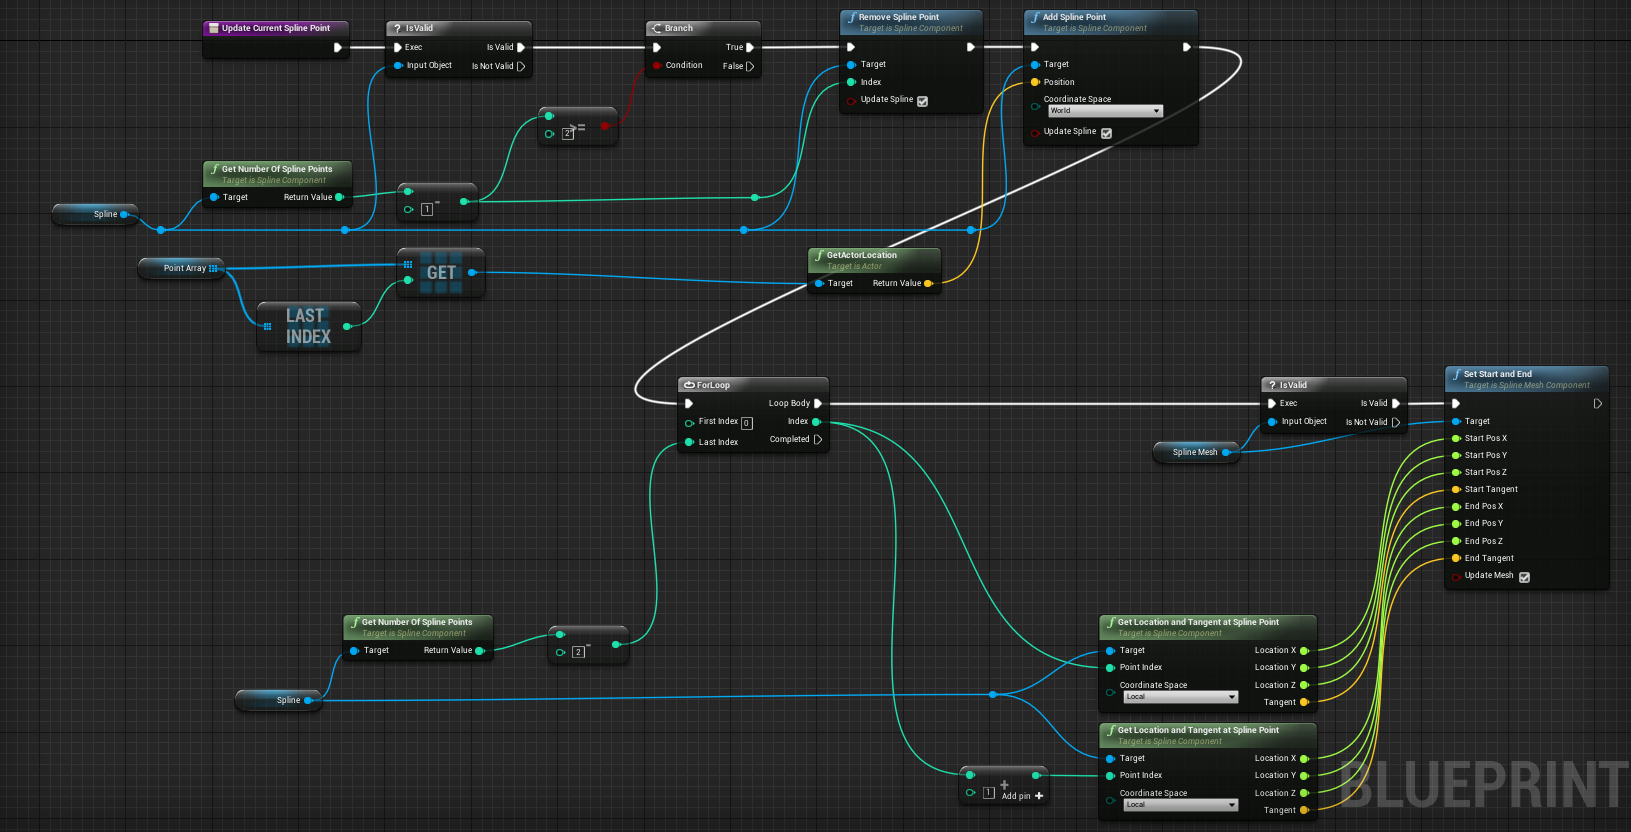 Update Current Spline Point
? IsValid
Exec
Is Valid
Input Object
Is Not Valid
Branch
True
Condition
False
f Remove Spline Point
Target is Spline Component
Target
Index
Update Spline
f Add Spline Point
Target is Spline Component
Target
Position
Coordinate Space
World
Update Spline
2
>=
f Get Number Of Spline Points
Target is Spline Component
Target
Return Value
1
-
Spline
Point Array
GET
LAST
INDEX
f GetActorLocation
Target is Actor
Target
Return Value
ForLoop
Loop Body
First Index 0
Index
Last Index
Completed
? IsValid
Exec
Is Valid
Input Object
Is Not Valid
Spline Mesh
f Set Start and End
Target is Spline Mesh Component
Target
Start Pos X
Start Pos Y
Start Pos Z
Start Tangent
End Pos X
End Pos Y
End Pos Z
End Tangent
Update Mesh
f Get Number Of Spline Points
Target is Spline Component
Target
Return Value
2
-
Spline
f Get Location and Tangent at Spline Point
Target is Spline Component
Target
Location X
Point Index
Location Y
Coordinate Space
Location Z
Local
Tangent
f Get Location and Tangent at Spline Point
Target is Spline Component
Target
Location X
Point Index
Location Y
Coordinate Space
Location Z
Local
Tangent
1
+
Add pin +
BLUEPRINT